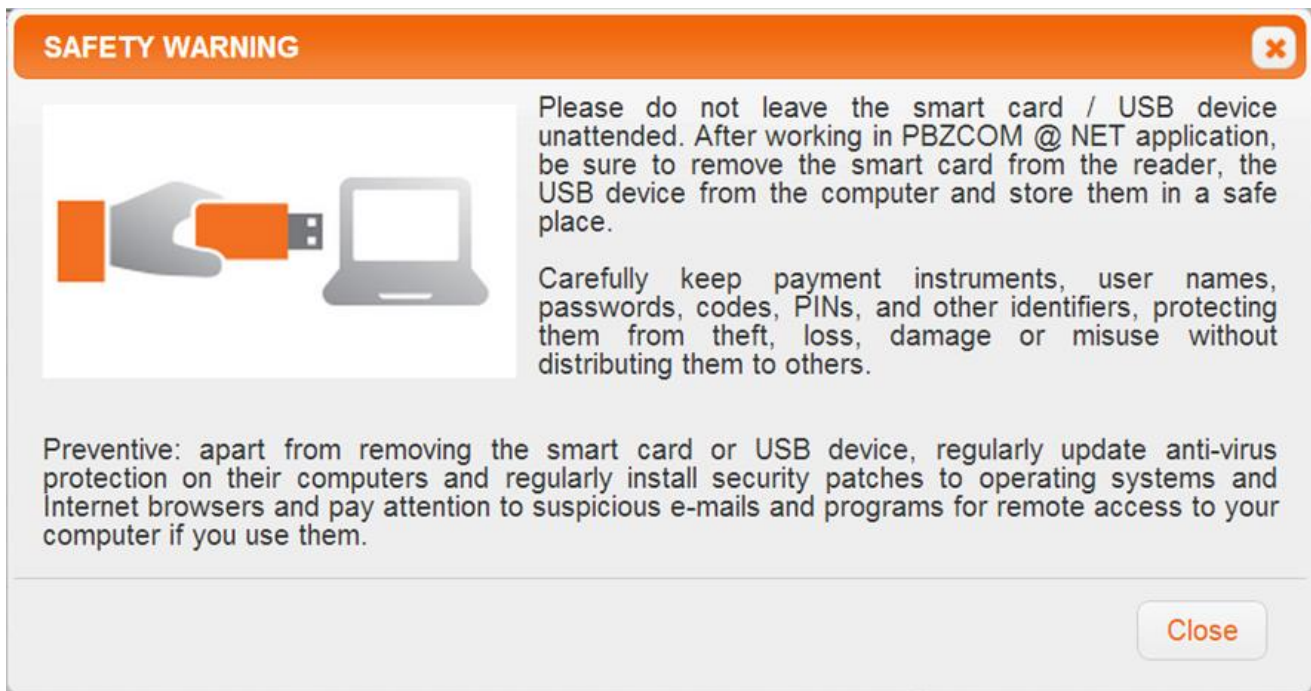 SAFETY WARNING
Please do not leave the smart card / USB device
unattended. After working in PBZCOM @ NET application,
be sure to remove the smart card from the reader, the
USB device from the computer and store them in a safe
place.
Carefully keep payment instruments, user names,
passwords, codes, PINs, and other identifiers, protecting
them from theft, loss, damage or misuse without
distributing them to others.
Preventive: apart from removing the smart card or USB device, regularly update anti-virus
protection on their computers and regularly install security patches to operating systems and
Internet browsers and pay attention to suspicious e-mails and programs for remote access to your
computer if you use them.
Close